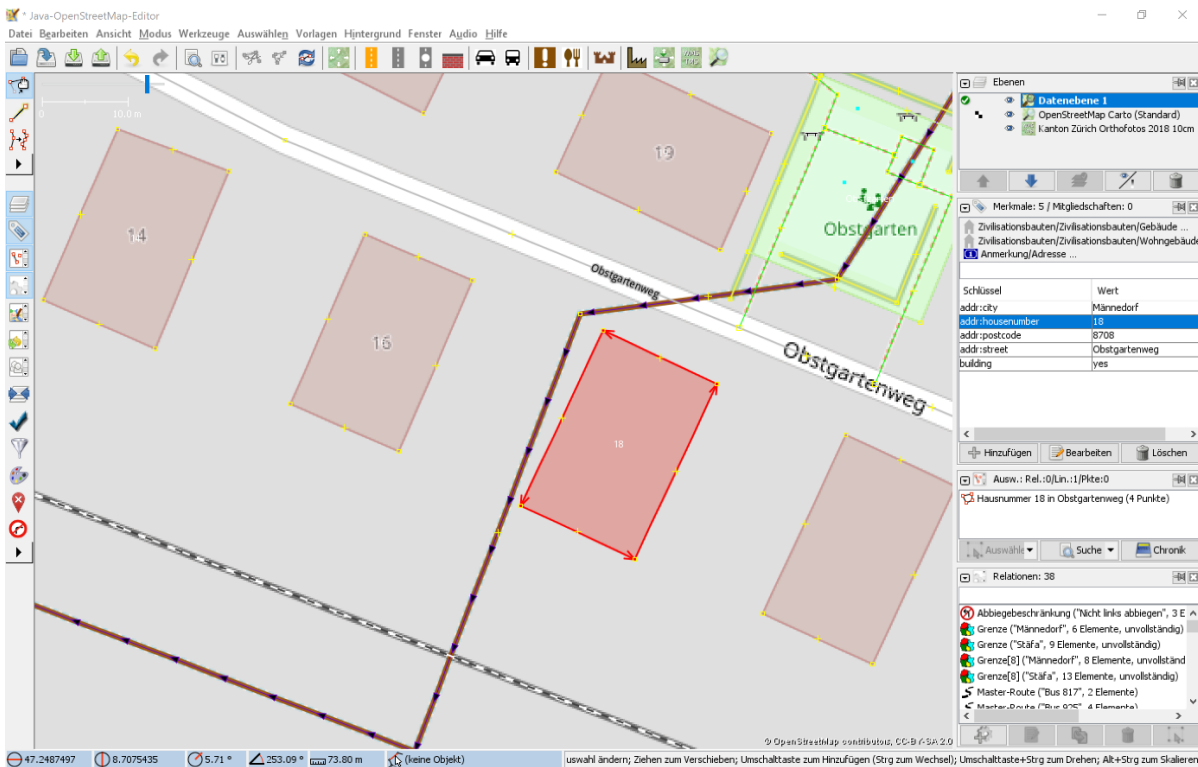 * Java-OpenStreetMap-Editor
Datei Bearbeiten Ansicht Modus Werkzeuge Auswählen Vorlagen Hintergrund Fenster Audio Hilfe
0 10.0 m
14
16
19
18
Obstgarten
Obstgartenweg
Obstgartenweg
© OpenStreetMap contributors, CC-BY-SA 2.0
Ebenen
Datenebene 1
OpenStreetMap Carto (Standard)
Kanton Zürich Orthofotos 2018 10cm
Merkmale: 5 / Mitgliedschaften: 0
Zivilisationsbauten/Zivilisationsbauten/Gebäude ...
Zivilisationsbauten/Zivilisationsbauten/Wohngebäude
Anmerkung/Adresse ...
Schlüssel Wert
addr:city Männedorf
addr:housenumber 18
addr:postcode 8708
addr:street Obstgartenweg
building yes
Hinzufügen Bearbeiten Löschen
Ausw.: Rel.:0/Lin.:1/Pkte:0
Hausnummer 18 in Obstgartenweg (4 Punkte)
Auswähle Suche Chronik
Relationen: 38
Abbiegebeschränkung ("Nicht links abbiegen", 3 E
Grenze ("Männedorf", 6 Elemente, unvollständig)
Grenze ("Stäfa", 9 Elemente, unvollständig)
Grenze[8] ("Männedorf", 8 Elemente, unvollständ
Grenze[8] ("Stäfa", 13 Elemente, unvollständig)
Master-Route ("Bus 817", 2 Elemente)
Master-Route ("Bus 925", 4 Elemente)
47.2487497 8.7075435 5.71 ° 253.09 ° 73.80 m (keine Objekt) uswahl ändern; Ziehen zum Verschieben; Umschalttaste zum Hinzufügen (Strg zum Wechsel); Umschalttaste+Strg zum Drehen; Alt+Strg zum Skalieren